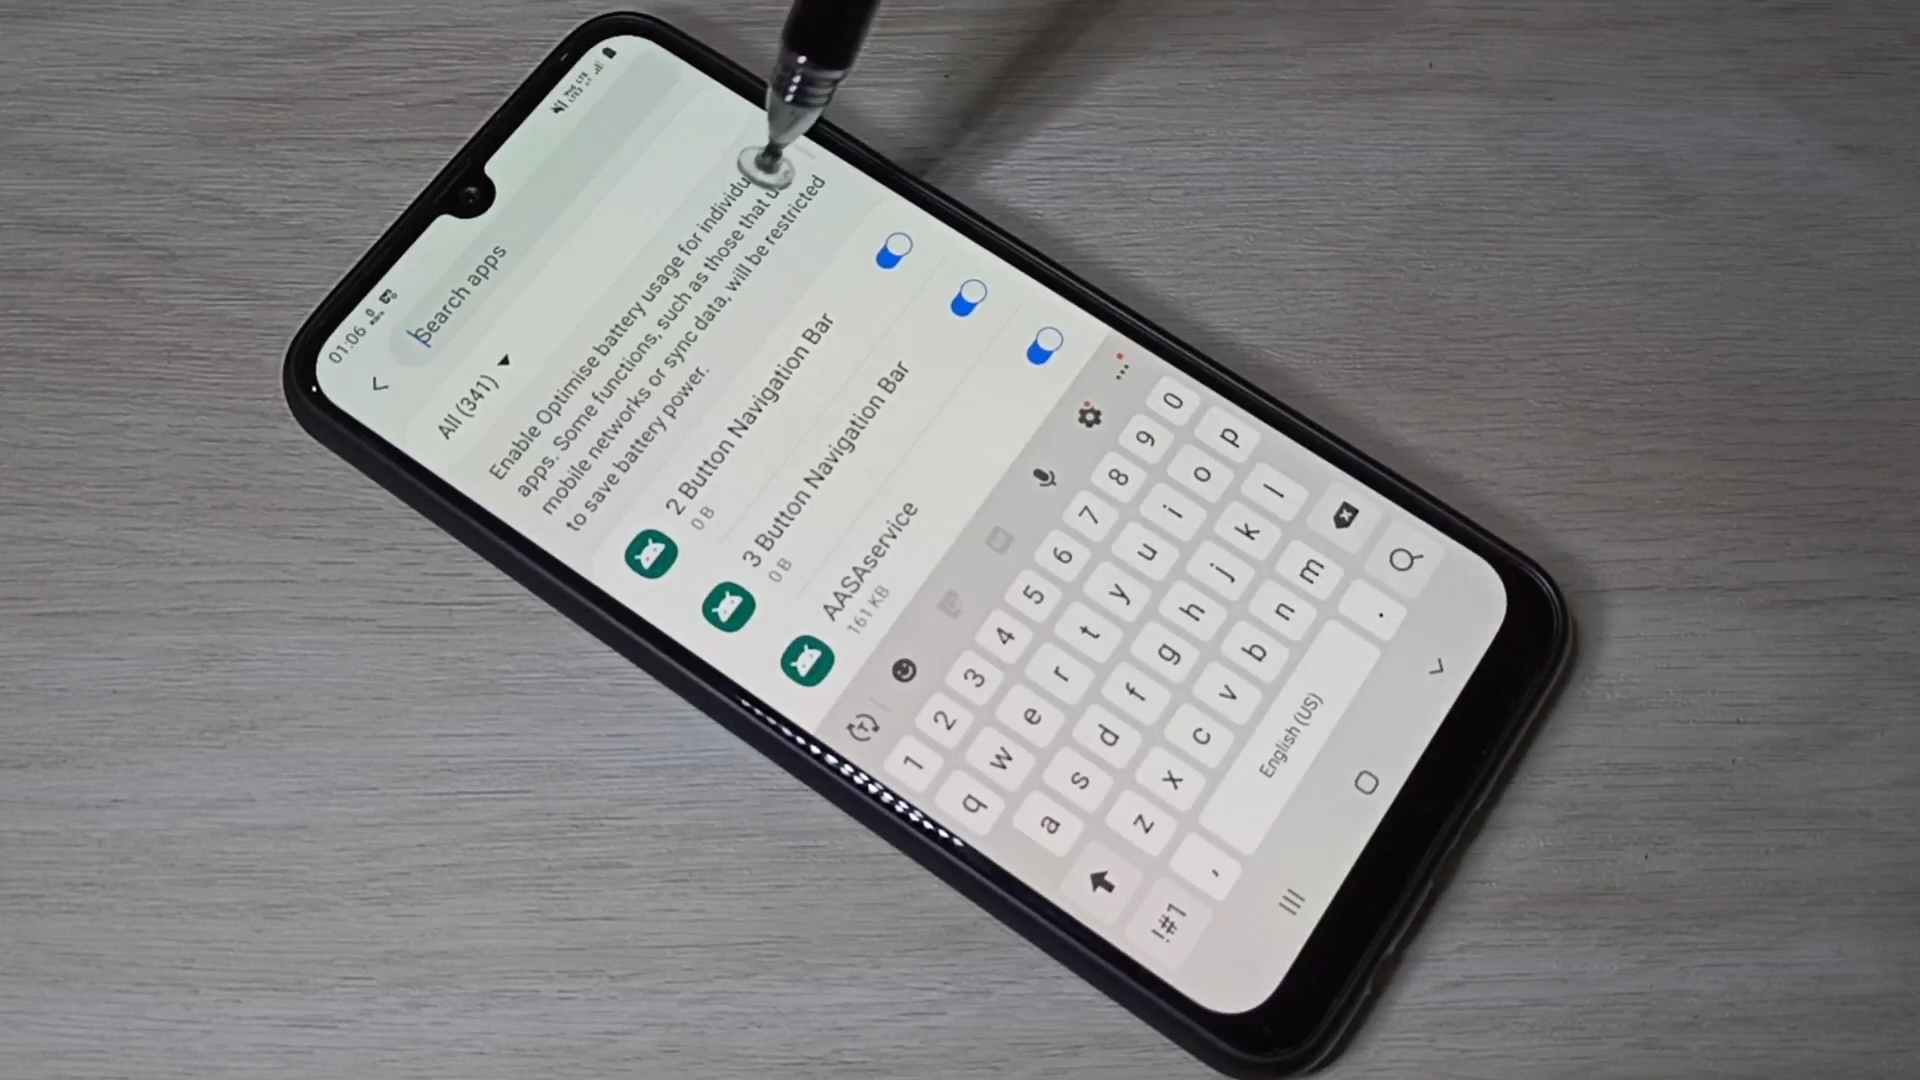 01:06
Search apps
All (341)
Enable Optimise battery usage for
apps. Some functions, such as those that
mobile networks or sync data, will be restricted
to save battery power.
2 Button Navigation Bar
0 B
3 Button Navigation Bar
0 B
AASAservice
161 KB
1 2 3 4 5 6 7 8 9 0
q w e r t y u i o p
a s d f g h j k l
z x c v b n m
!#1 , English (US) .